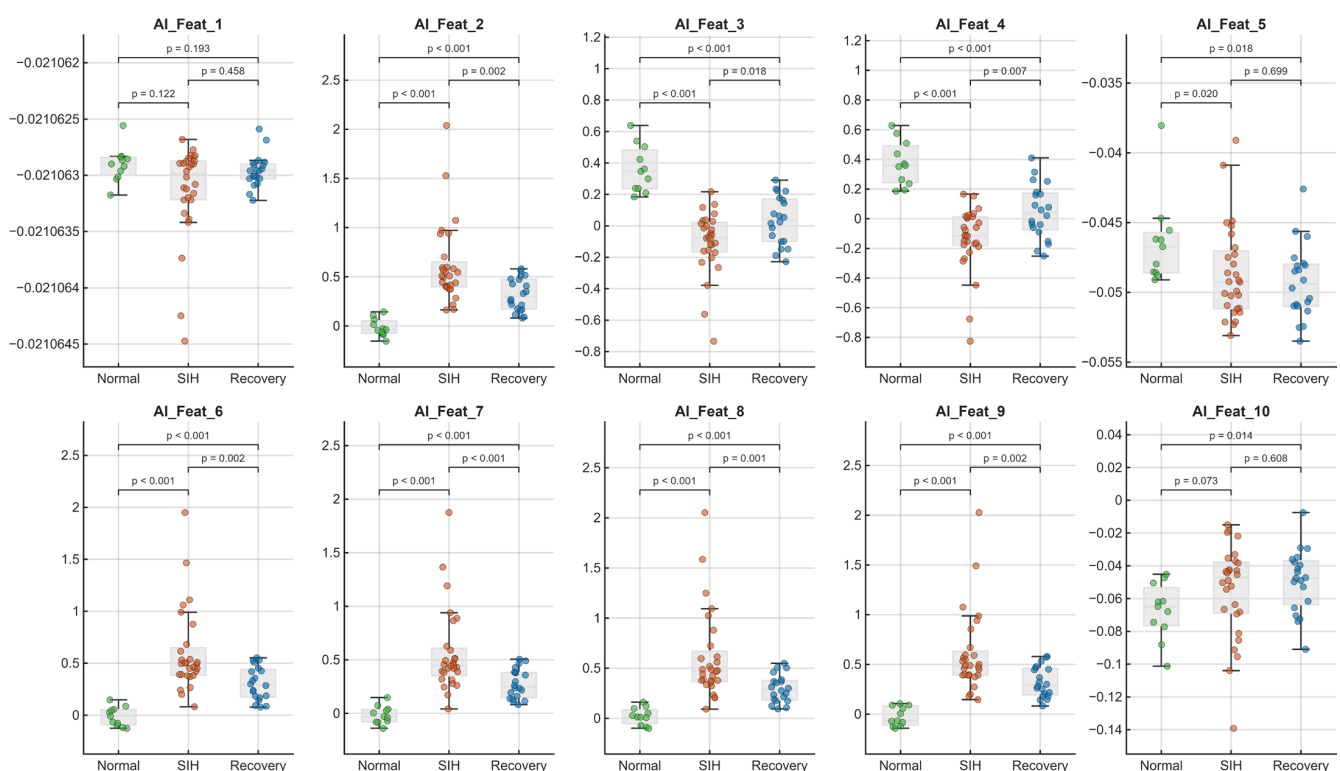 AI_Feat_1
−0.021062
−0.0210625
−0.021063
−0.0210635
−0.021064
−0.0210645
p = 0.193
p = 0.458
p = 0.122
Normal SIH Recovery
AI_Feat_2
2.5
2
1.5
1
0.5
0
p < 0.001
p = 0.002
p < 0.001
Normal SIH Recovery
AI_Feat_3
1.2
1
0.8
0.6
0.4
0.2
0
−0.2
−0.4
−0.6
−0.8
p < 0.001
p = 0.018
p < 0.001
Normal SIH Recovery
AI_Feat_4
1.2
1
0.8
0.6
0.4
0.2
0
−0.2
−0.4
−0.6
−0.8
p < 0.001
p = 0.007
p < 0.001
Normal SIH Recovery
AI_Feat_5
−0.035
−0.04
−0.045
−0.05
−0.055
p = 0.018
p = 0.699
p = 0.020
Normal SIH Recovery
AI_Feat_6
2.5
2
1.5
1
0.5
0
p < 0.001
p = 0.002
p < 0.001
Normal SIH Recovery
AI_Feat_7
2.5
2
1.5
1
0.5
0
p < 0.001
p < 0.001
p < 0.001
Normal SIH Recovery
AI_Feat_8
2.5
2
1.5
1
0.5
0
p < 0.001
p = 0.001
p < 0.001
Normal SIH Recovery
AI_Feat_9
2.5
2
1.5
1
0.5
0
p < 0.001
p = 0.002
p < 0.001
Normal SIH Recovery
AI_Feat_10
0.04
0.02
0
−0.02
−0.04
−0.06
−0.08
−0.1
−0.12
−0.14
p = 0.014
p = 0.608
p = 0.073
Normal SIH Recovery